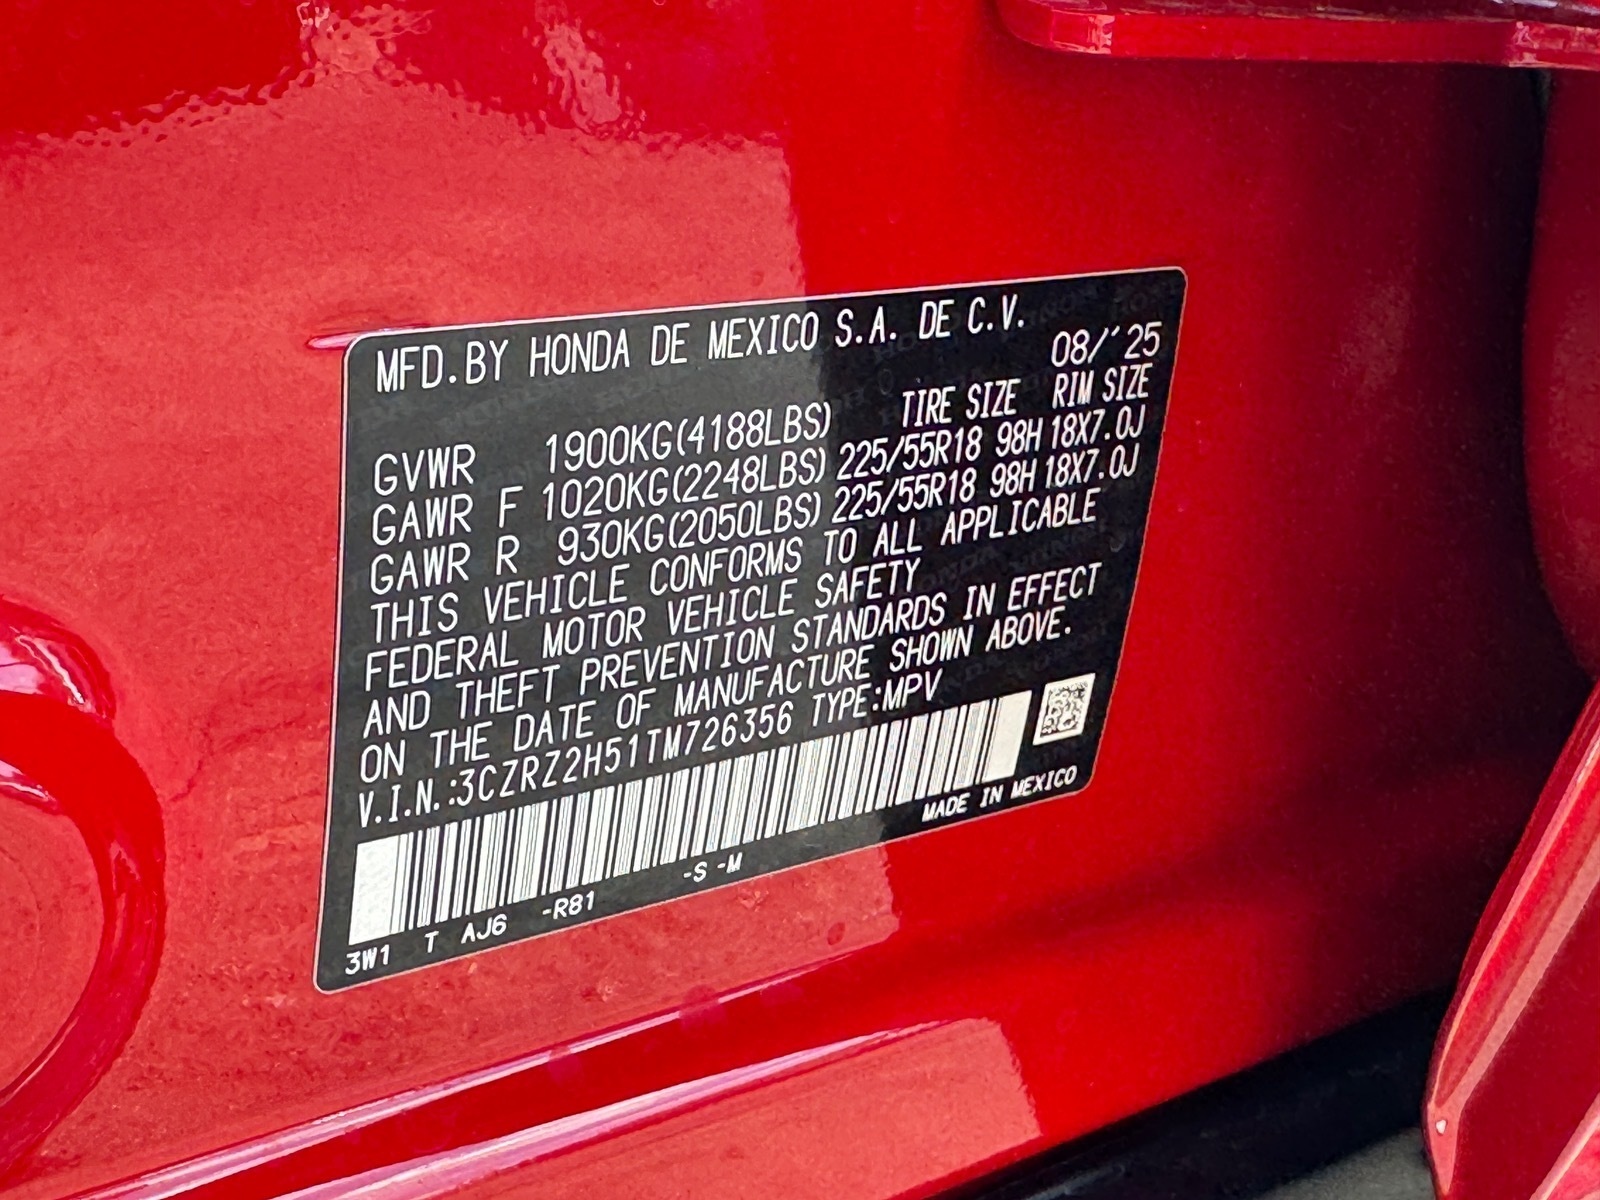 MFD.BY HONDA DE MEXICO S.A. DE C.V.
08/'25
TIRE SIZE RIM SIZE
GVWR 1900KG(4188LBS)
GAWR F 1020KG(2248LBS) 225/55R18 98H 18X7.0J
GAWR R 930KG(2050LBS) 225/55R18 98H 18X7.0J
THIS VEHICLE CONFORMS TO ALL APPLICABLE
FEDERAL MOTOR VEHICLE SAFETY
AND THEFT PREVENTION STANDARDS IN EFFECT
ON THE DATE OF MANUFACTURE SHOWN ABOVE.
V.I.N.:3CZRZ2H51TM726356 TYPE:MPV
MADE IN MEXICO
3W1 T AJ6 -R81 -S -M